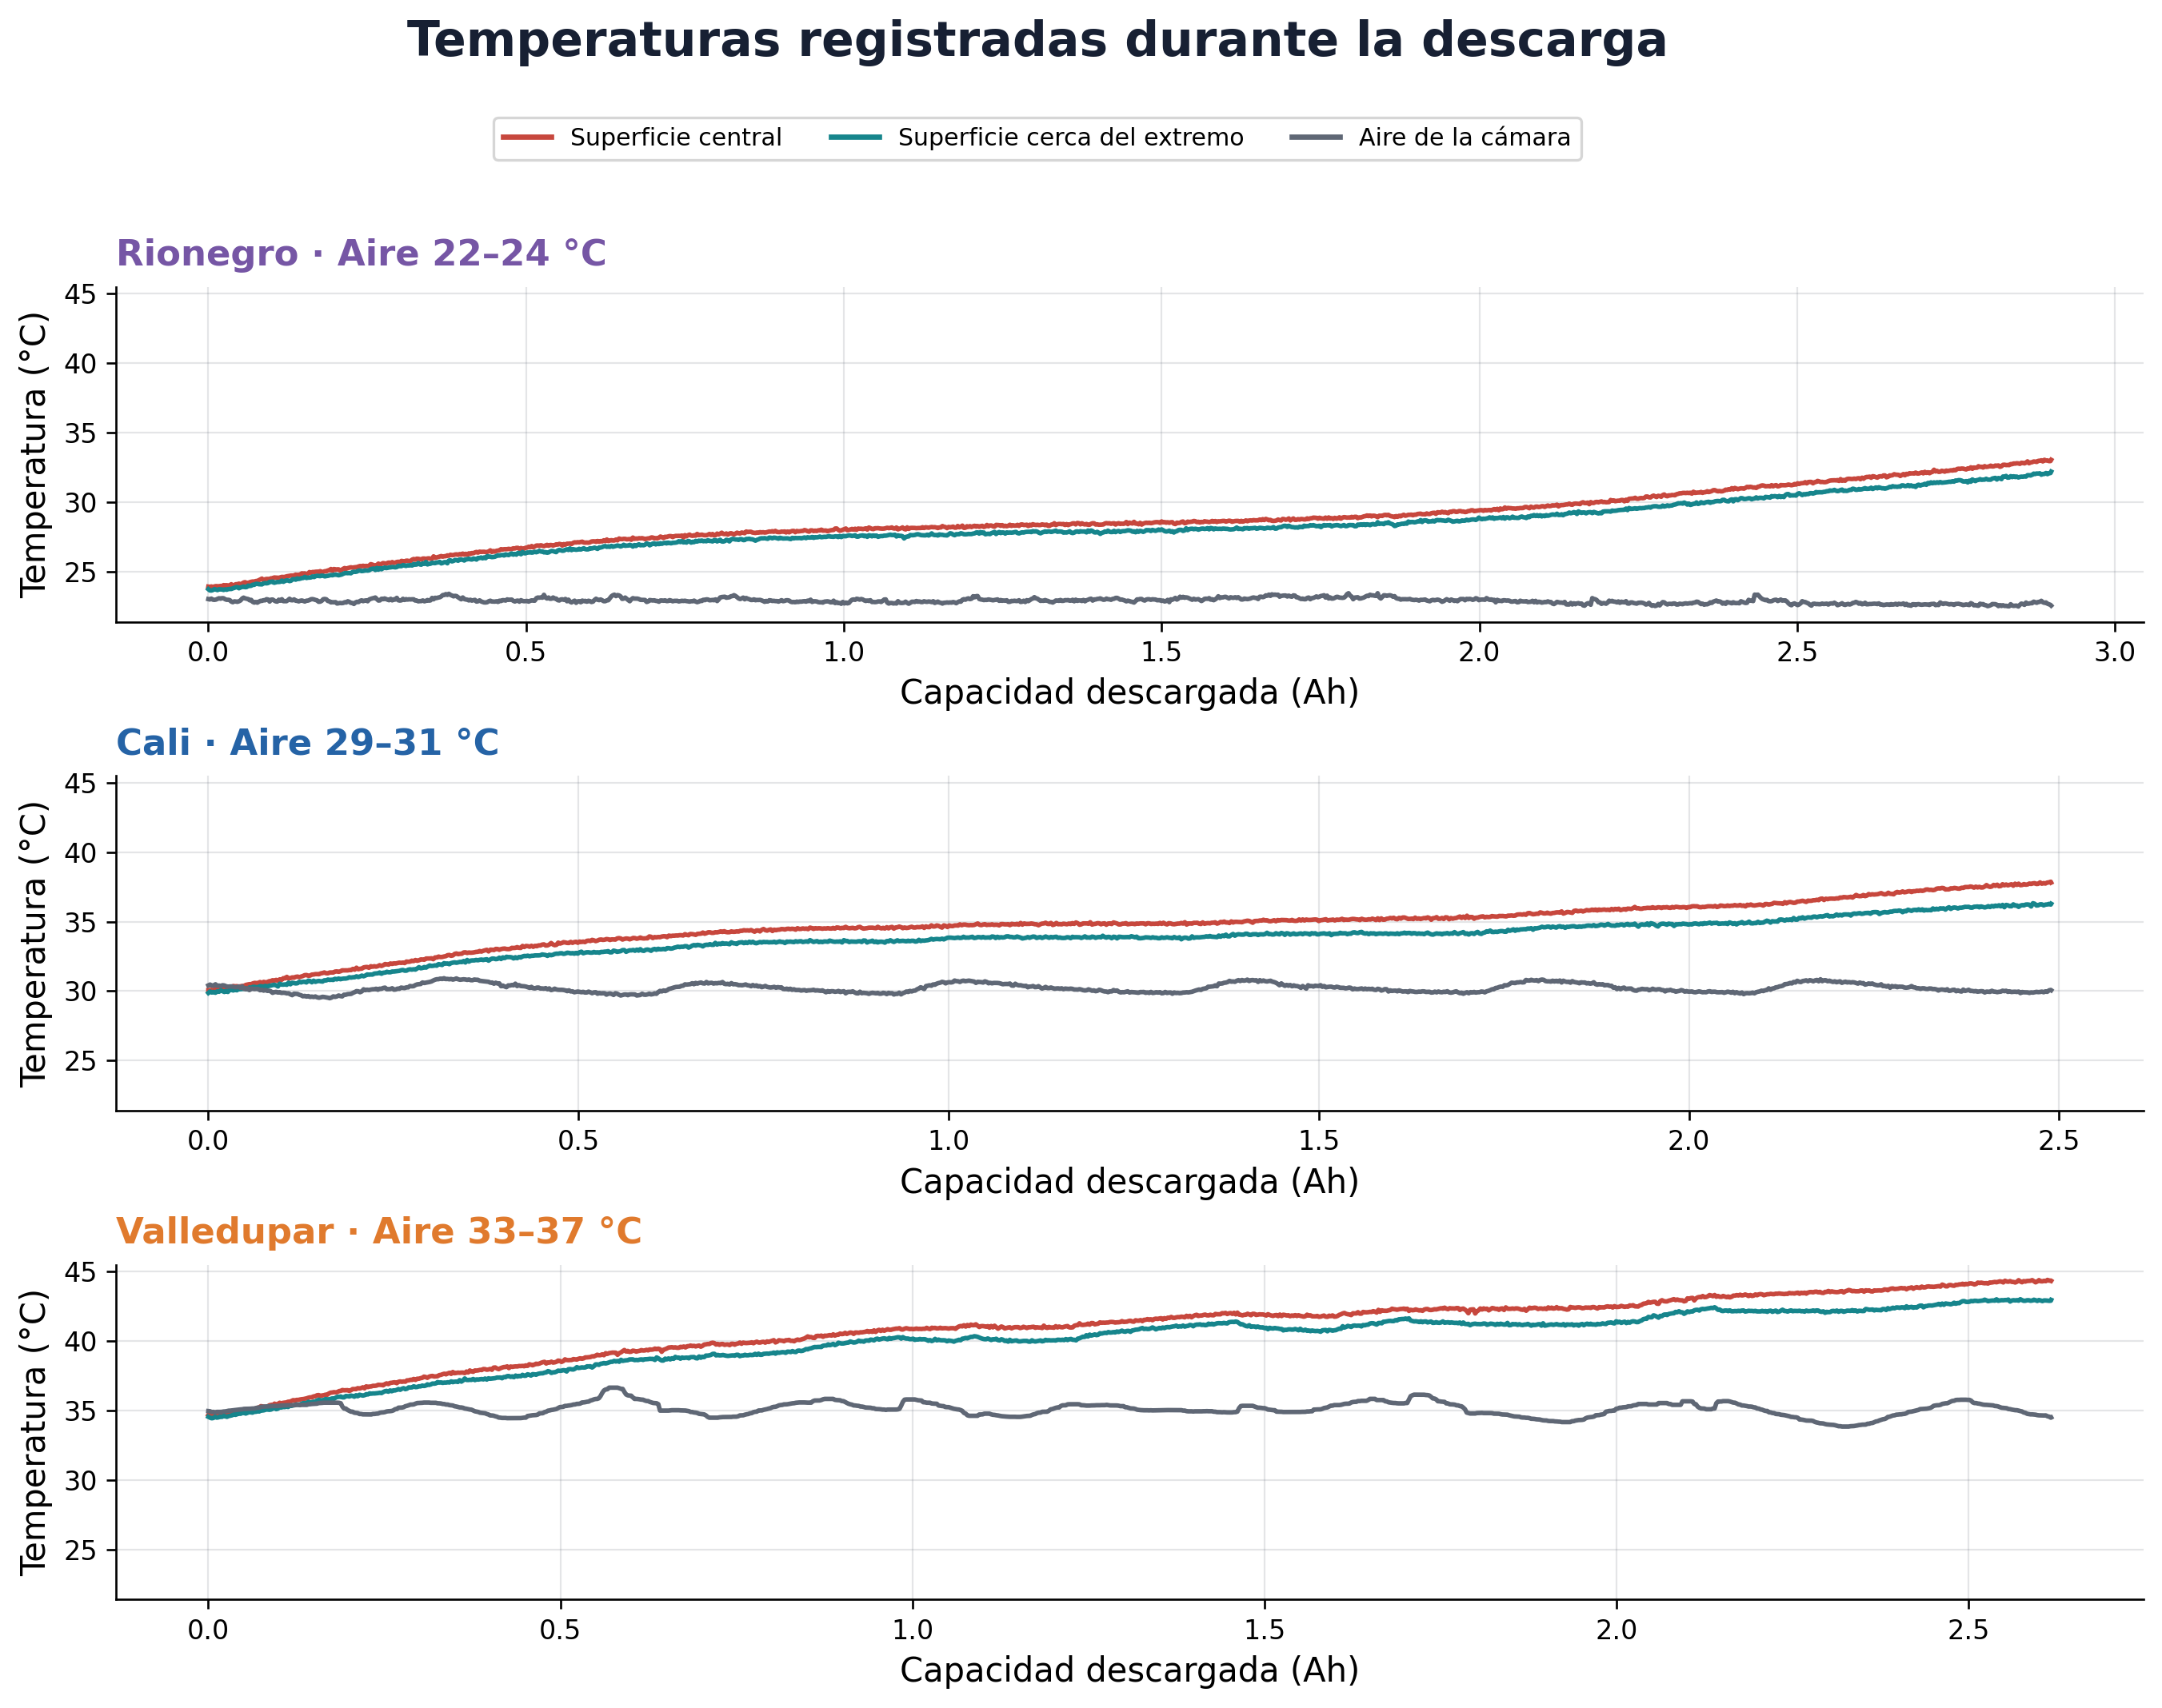 Temperaturas registradas durante la descarga
Superficie central Superficie cerca del extremo Aire de la cámara
Rionegro · Aire 22–24 °C
Temperatura (°C)
45
40
35
30
25
0.0 0.5 1.0 1.5 2.0 2.5 3.0
Capacidad descargada (Ah)
Cali · Aire 29–31 °C
Temperatura (°C)
45
40
35
30
25
0.0 0.5 1.0 1.5 2.0 2.5
Capacidad descargada (Ah)
Valledupar · Aire 33–37 °C
Temperatura (°C)
45
40
35
30
25
0.0 0.5 1.0 1.5 2.0 2.5
Capacidad descargada (Ah)